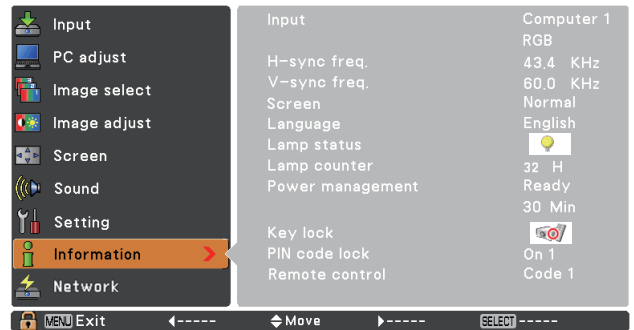 Input
PC adjust
Image select
Image adjust
Screen
Sound
Setting
Information
Network
Input Computer 1
RGB
H-sync freq. 43.4 KHz
V-sync freq. 60.0 KHz
Screen Normal
Language English
Lamp status
Lamp counter 32 H
Power management Ready
30 Min
Key lock
PIN code lock On 1
Remote control Code 1
MENU Exit ◀----- Move ▶----- SELECT -----